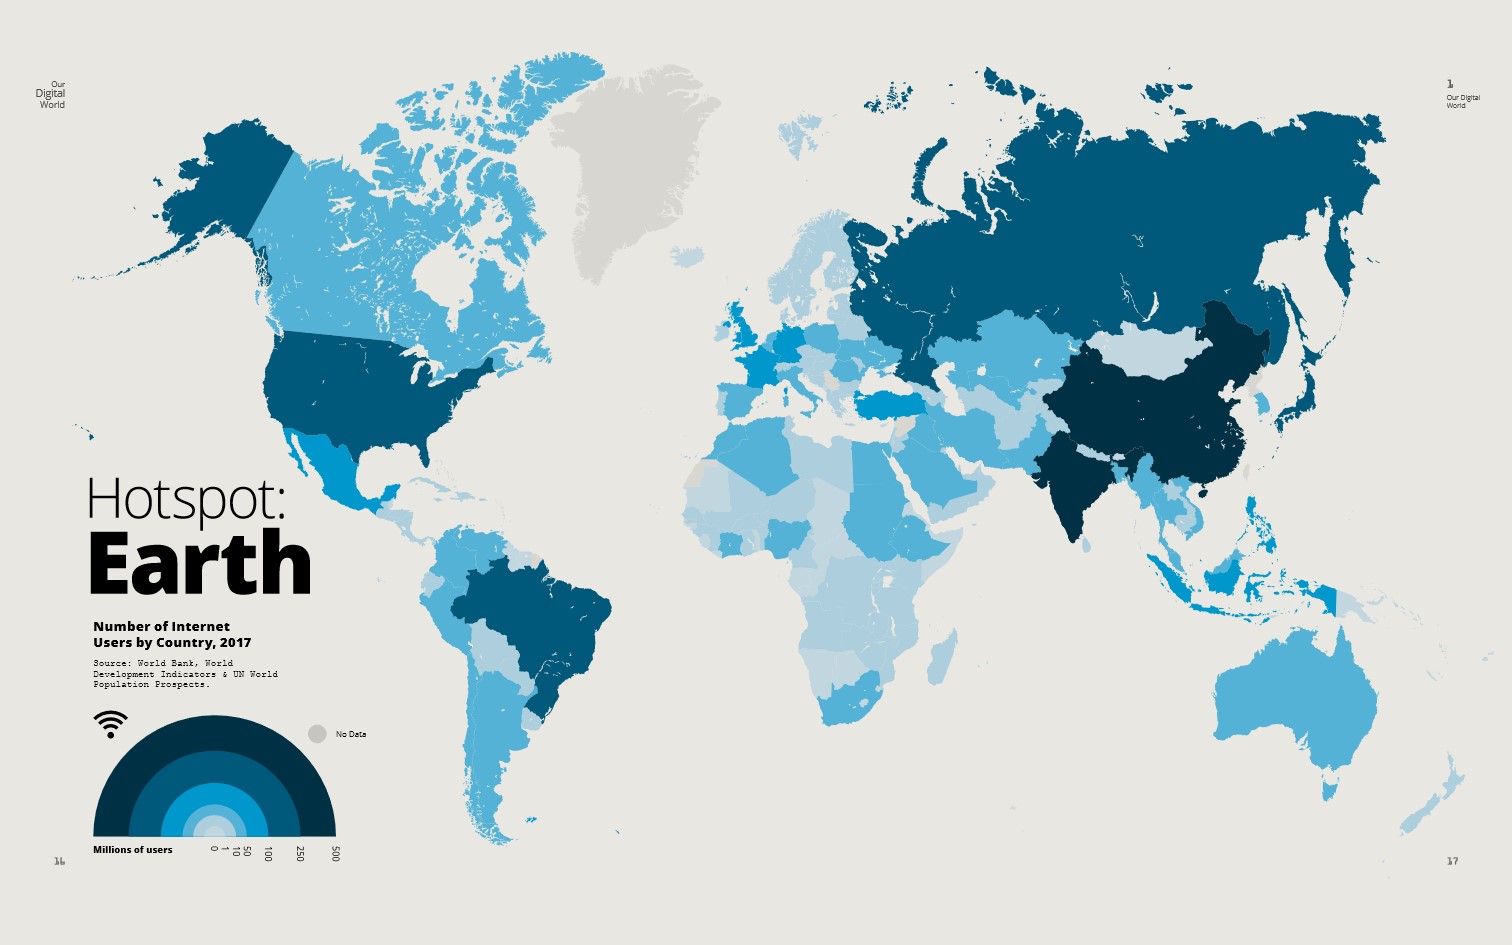 Our
Digital
World
1
Our Digital
World
Hotspot:
Earth
Number of Internet
Users by Country, 2017
Source: World Bank, World
Development Indicators & UN World
Population Prospects.
No Data
Millions of users
0
1
10
50
100
250
500
16
17